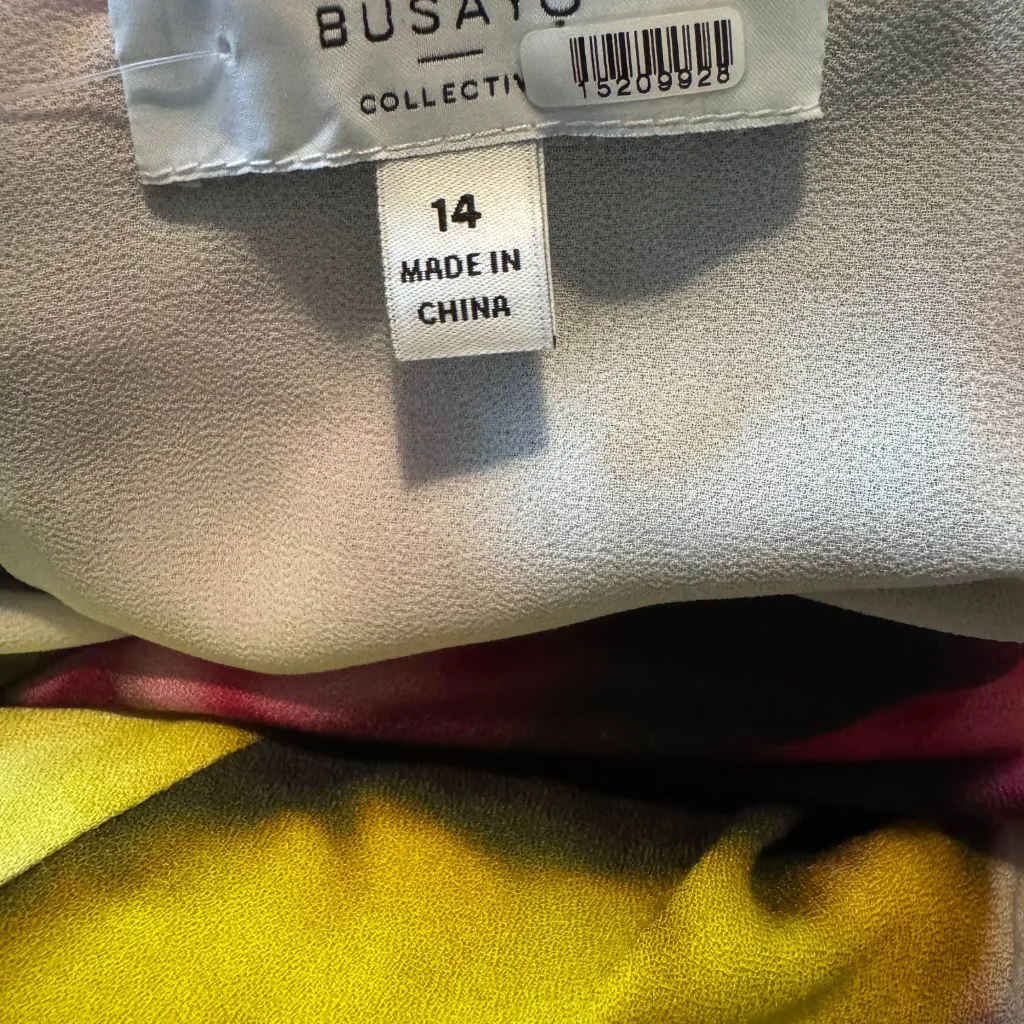 BUSAYO
COLLECTIV
15209928
14
MADE IN
CHINA